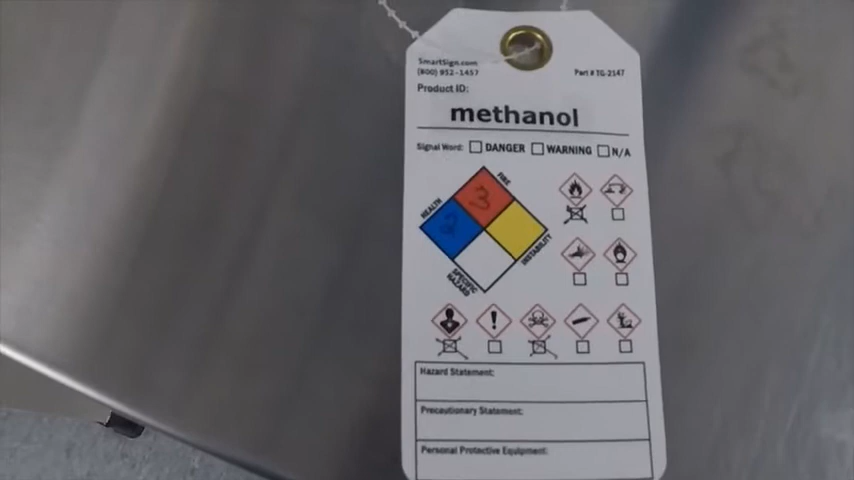 SmartSign.com
(800) 952-1457
Part # TG-2147
Product ID:
methanol
Signal Word: DANGER WARNING N/A
FIRE
3
HEALTH
2
INSTABILITY
SPECIFIC
HAZARD
Hazard Statement:
Precautionary Statement:
Personal Protective Equipment: